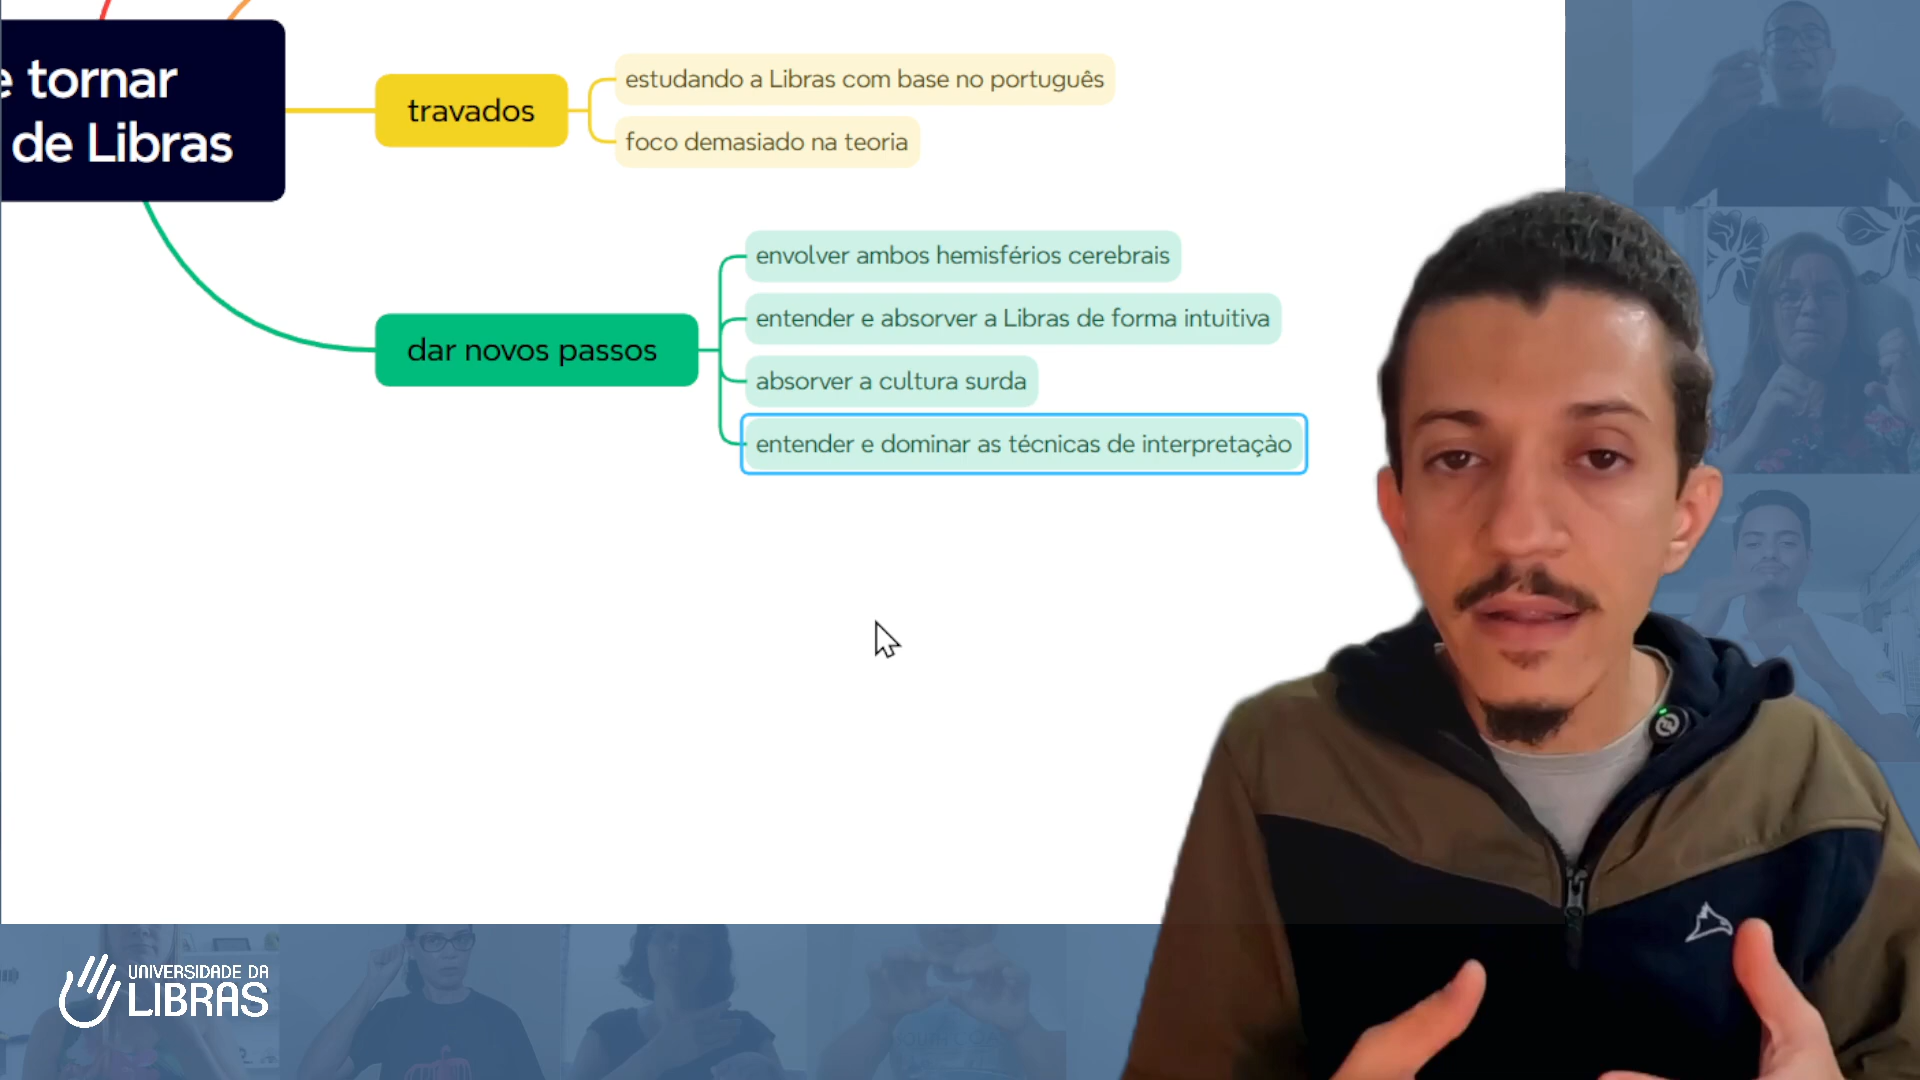 e tornar
de Libras
travados
estudando a Libras com base no português
foco demasiado na teoria
dar novos passos
envolver ambos hemisférios cerebrais
entender e absorver a Libras de forma intuitiva
absorver a cultura surda
entender e dominar as técnicas de interpretaçào
UNIVERSIDADE DA
LIBRAS